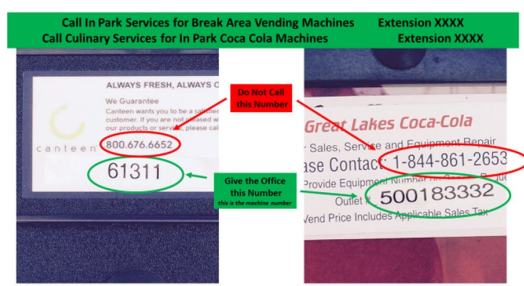 Call In Park Services for Break Area Vending Machines Extension XXXX
Call Culinary Services for In Park Coca Cola Machines Extension XXXX
ALWAYS FRESH, ALWAYS C
We Guarantee
Canteen wants you to be a
customer. If you are not pleased w
our products or service, please cal
800.676.6652
canteen
61311
Do Not Call
this Number
Give the Office
this Number
this is the machine number
Great Lakes Coca-Cola
Sales, Service and Equipment Repair
ase Contact: 1-844-861-2653
Provide Equipment
Outlet #: 500183332
Vend Price Includes Applicable Sales Tax